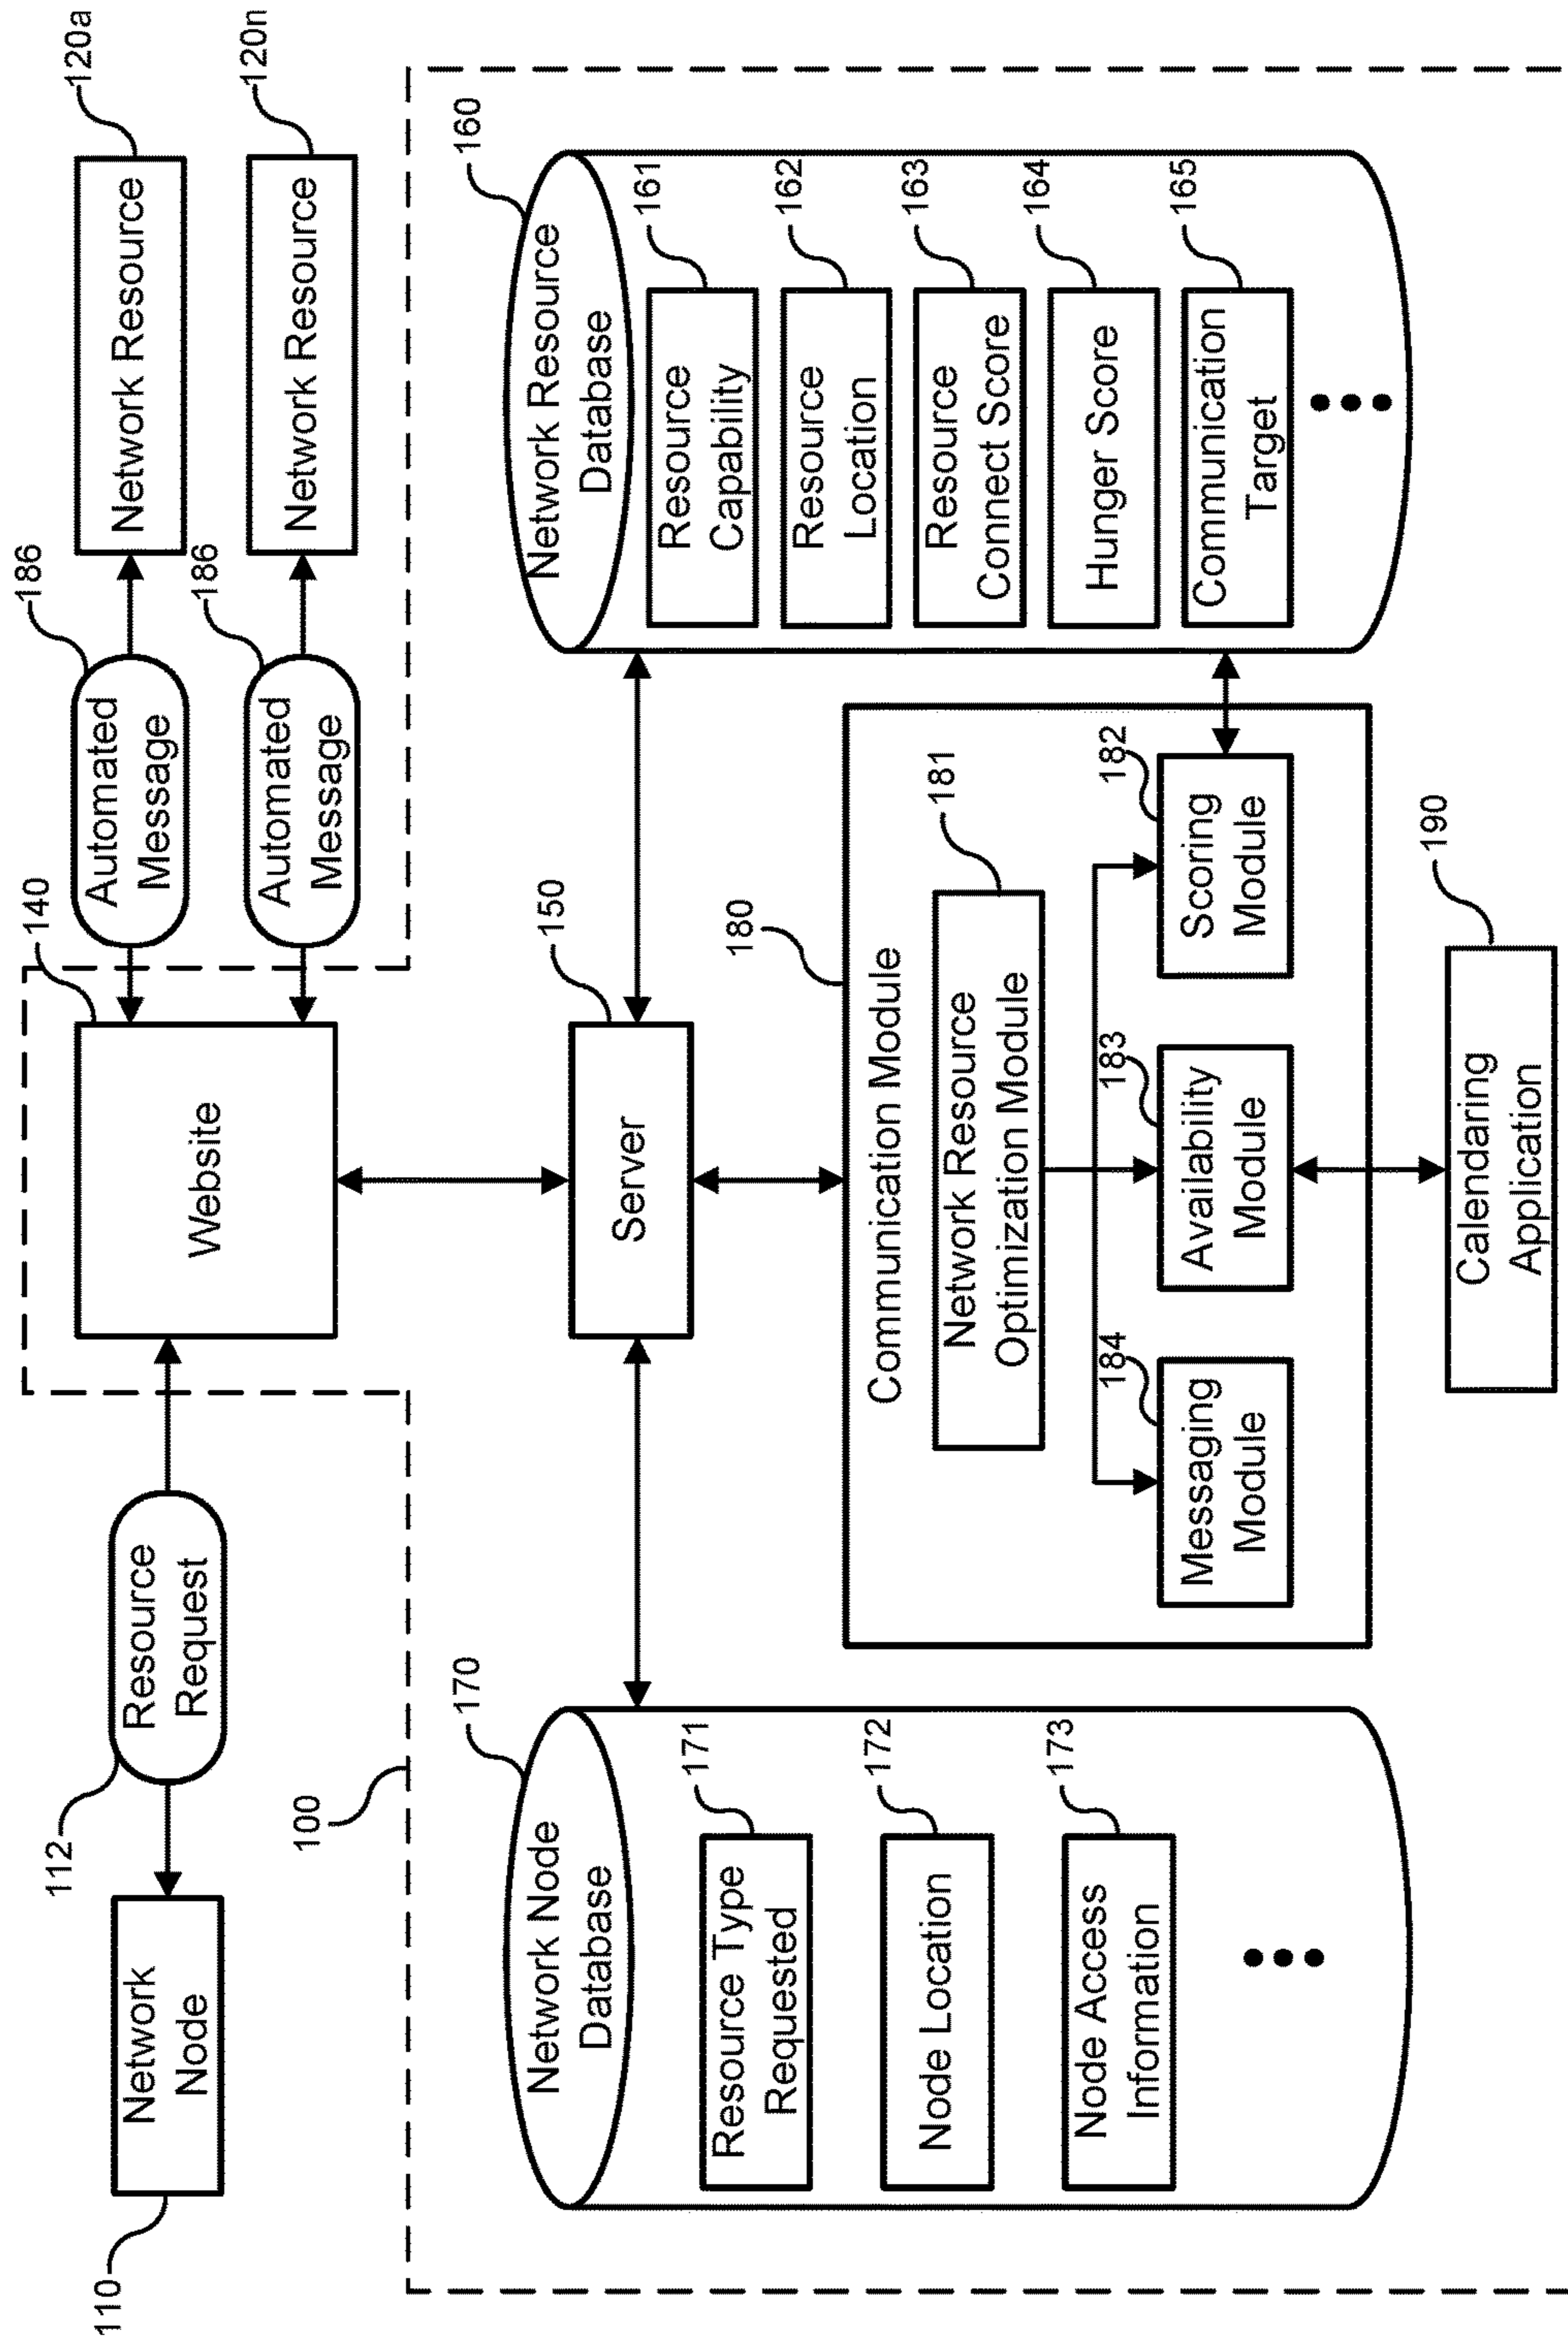 110
Network
Node
112
Resource
Request
140
Website
186
Automated
Message
186
Automated
Message
120a
Network Resource
120n
Network Resource
100
150
Server
170
Network Node
Database
171
Resource Type
Requested
172
Node Location
173
Node Access
Information
180
Communication Module
181
Network Resource
Optimization Module
184
Messaging
Module
183
Availability
Module
182
Scoring
Module
190
Calendaring
Application
160
Network Resource
Database
161
Resource
Capability
162
Resource
Location
163
Resource
Connect Score
164
Hunger Score
165
Communication
Target